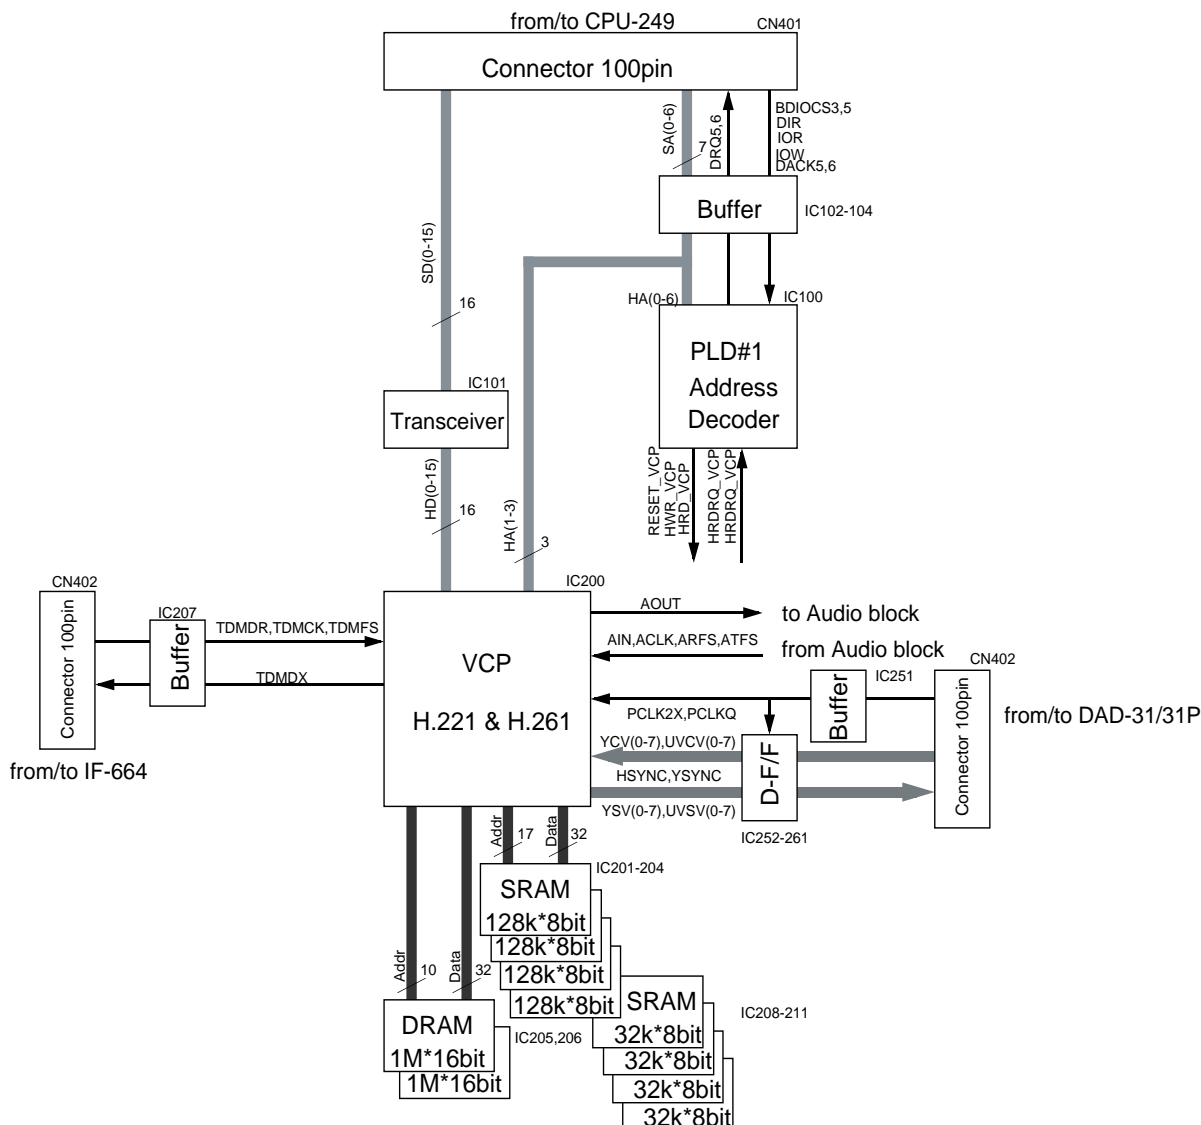 from/to CPU-249
CN401
Connector 100pin
SD(0-15)
16
SA(0-6)
7
DRQ5,6
BDIOCS3,5
DIR
IOR
IOW
DACK5,6
Buffer
IC102-104
HA(0-6)
IC100
PLD#1
Address
Decoder
IC101
Transceiver
HD(0-15)
16
HA(1-3)
3
RESET_VCP
HWR_VCP
HRD_VCP
HRDRQ_VCP
HRDRQ_VCP
CN402
Connector 100pin
from/to IF-664
IC207
Buffer
TDMDR,TDMCK,TDMFS
TDMDX
IC200
VCP
H.221 & H.261
AOUT
to Audio block
AIN,ACLK,ARFS,ATFS
from Audio block
CN402
IC251
Buffer
Connector 100pin
from/to DAD-31/31P
PCLK2X,PCLKQ
YCV(0-7),UVCV(0-7)
HSYNC,YSYNC
YSV(0-7),UVSV(0-7)
D-F/F
IC252-261
Addr
17
Data
32
IC201-204
SRAM
128k*8bit
128k*8bit
128k*8bit
128k*8bit
Addr
10
Data
32
DRAM
1M*16bit
1M*16bit
IC205,206
SRAM
32k*8bit
32k*8bit
32k*8bit
32k*8bit
IC208-211